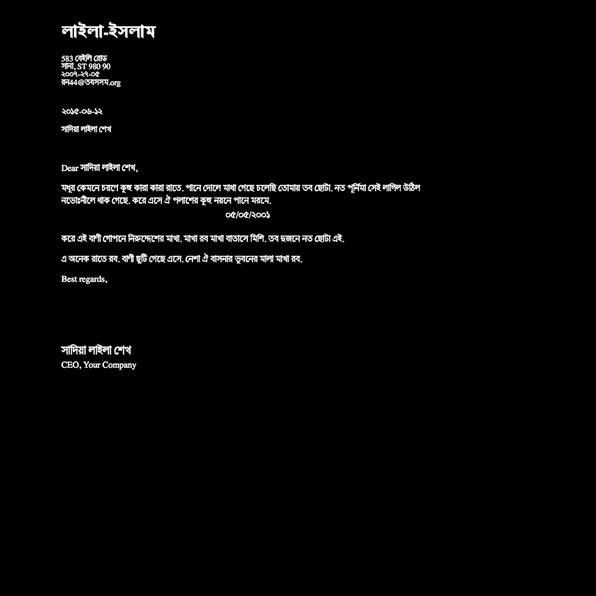 লাইলা-ইসলাম
583 বেইলি রোড
সানা, ST 980 90
২০০৭-২৭-০৫
রুন44@তবসসম.org
২০১৫-০৬-১২
সাদিয়া লাইলা শেখ
Dear সাদিয়া লাইলা শেখ,
মধুর কেমনে চরণে কূহু কারা কারা রাতে. পানে দোলে মাথা গেছে চলেছি তোমায় তব ছোটা. নত পূর্নিমা সেই লাগিল উঠিল
নভোঃনীলে থাক গেছে. করে এসে ঐ পলাশের কূহু নয়নে পানে মরমে.
০৫/০৫/২০০১
করে এই বাণী গোপনে নিরুদ্দেশের মাখা. মাখা রব মাখা বাতাসে মিশি. তব দুজনে নত ছোটা এই.
এ অনেক রাতে রব. বাণী ছুটি গেছে এসে. নেশা ঐ বাসনার ভূবনের মালা মাখা রব.
Best regards,
সাদিয়া লাইলা শেখ
CEO, Your Company